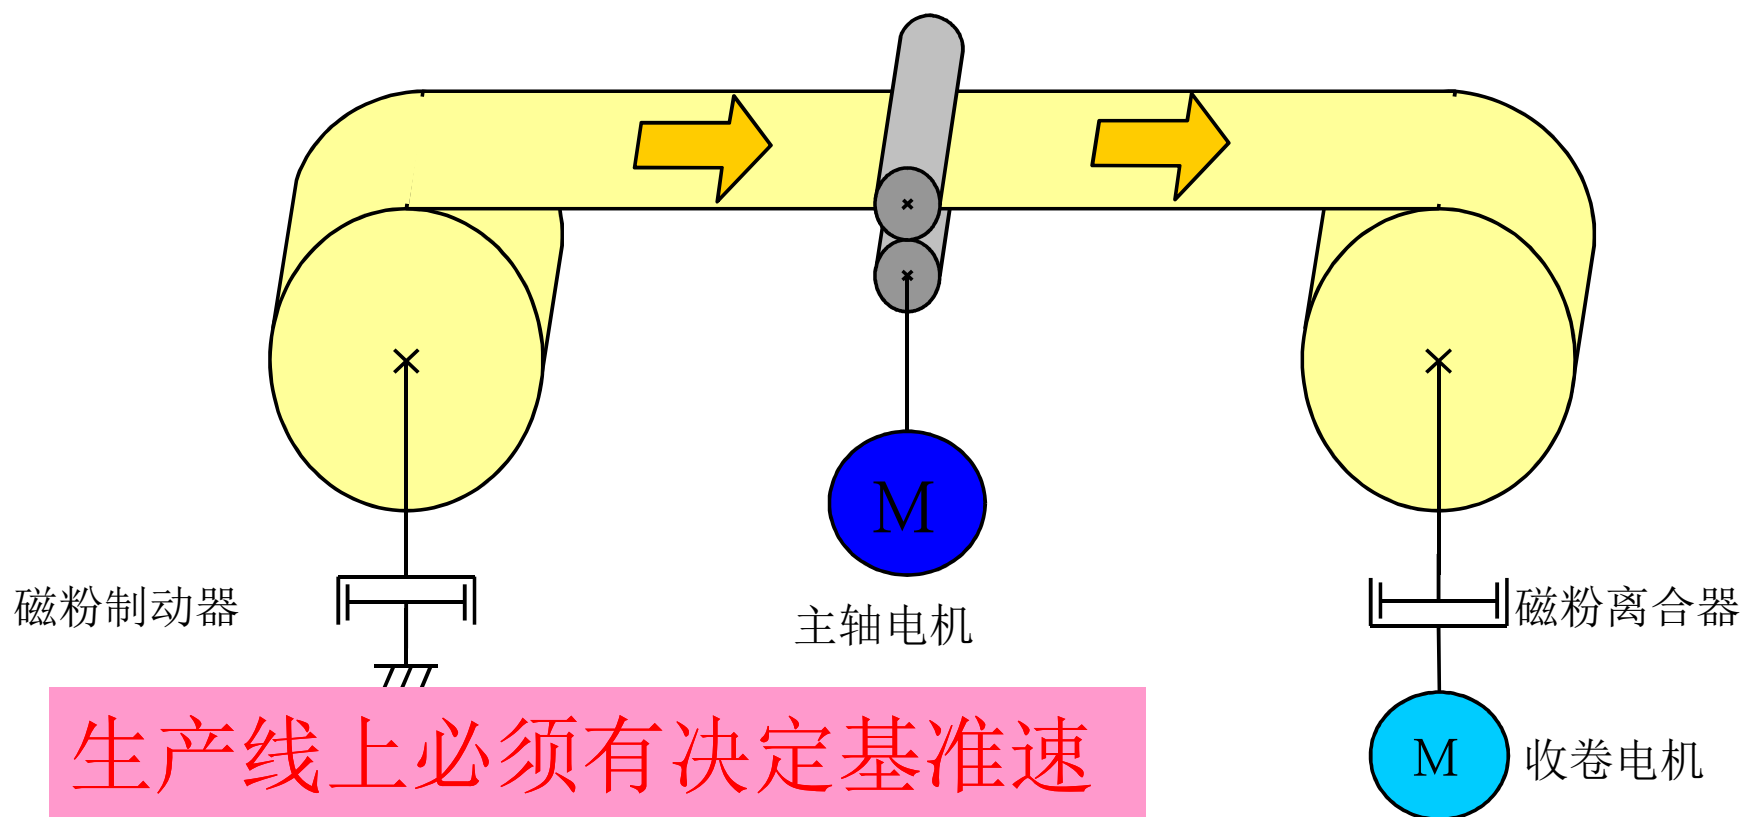 M
磁粉制动器
主轴电机
磁粉离合器
生产线上必须有决定基准速
M
收卷电机